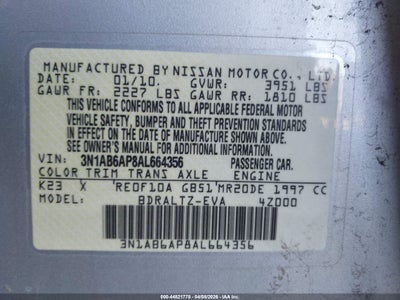 MANUFACTURED BY NISSAN MOTOR CO., LTD.
DATE: 01/10. GVWR: 3951 LBS
GAWR FR: 2227 LBS GAWR RR: 1810 LBS
THIS VEHICLE CONFORMS TO ALL APPLICABLE FEDERAL MOTOR
VEHICLE SAFETY, BUMPER AND THEFT PREVENTION STANDARDS
IN EFFECT ON THE DATE OF MANUFACTURE SHOWN ABOVE.
SEE OWNER'S MANUAL FOR ADDITIONAL INFORMATION
VIN: 3N1AB6AP8AL664356 PASSENGER CAR.
COLOR TRIM TRANS AXLE ENGINE
K23 X RE0F10A GB51 MR20DE 1997 CC
MODEL: BDRALTZ-EVA 4Z000
3N1AB6AP8AL664356
000-44821778 - 04/08/2026 - IAA, Inc.